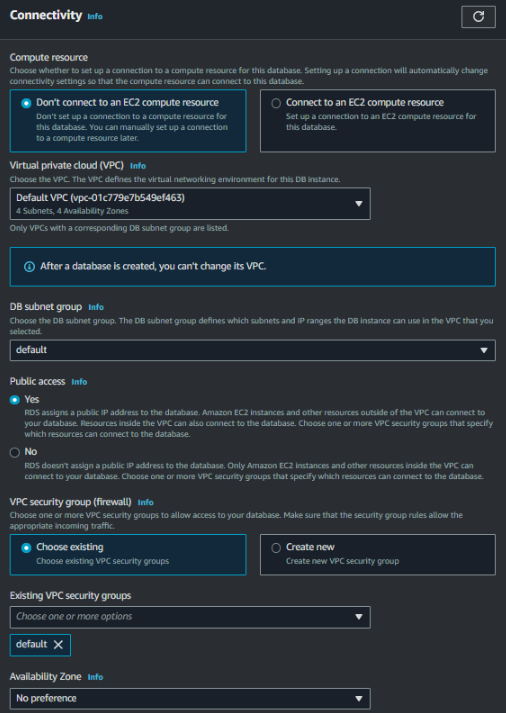 Connectivity Info
Compute resource
Choose whether to set up a connection to a compute resource for this database. Setting up a connection will automatically change
connectivity settings so that the compute resource can connect to this database.
Don't connect to an EC2 compute resource
Don't set up a connection to a compute resource for
this database. You can manually set up a connection
to a compute resource later.
Connect to an EC2 compute resource
Set up a connection to an EC2 compute resource for
this database.
Virtual private cloud (VPC) Info
Choose the VPC. The VPC defines the virtual networking environment for this DB instance.
Default VPC (vpc-01c779e7b549ef463)
4 Subnets, 4 Availability Zones
Only VPCs with a corresponding DB subnet group are listed.
After a database is created, you can't change its VPC.
DB subnet group Info
Choose the DB subnet group. The DB subnet group defines which subnets and IP ranges the DB instance can use in the VPC that you
selected.
default
Public access Info
Yes
RDS assigns a public IP address to the database. Amazon EC2 instances and other resources outside of the VPC can connect to
your database. Resources inside the VPC can also connect to the database. Choose one or more VPC security groups that specify
which resources can connect to the database.
No
RDS doesn't assign a public IP address to the database. Only Amazon EC2 instances and other resources inside the VPC can
connect to your database. Choose one or more VPC security groups that specify which resources can connect to the database.
VPC security group (firewall) Info
Choose one or more VPC security groups to allow access to your database. Make sure that the security group rules allow the
appropriate incoming traffic.
Choose existing
Choose existing VPC security groups
Create new
Create new VPC security group
Existing VPC security groups
Choose one or more options
default
Availability Zone Info
No preference